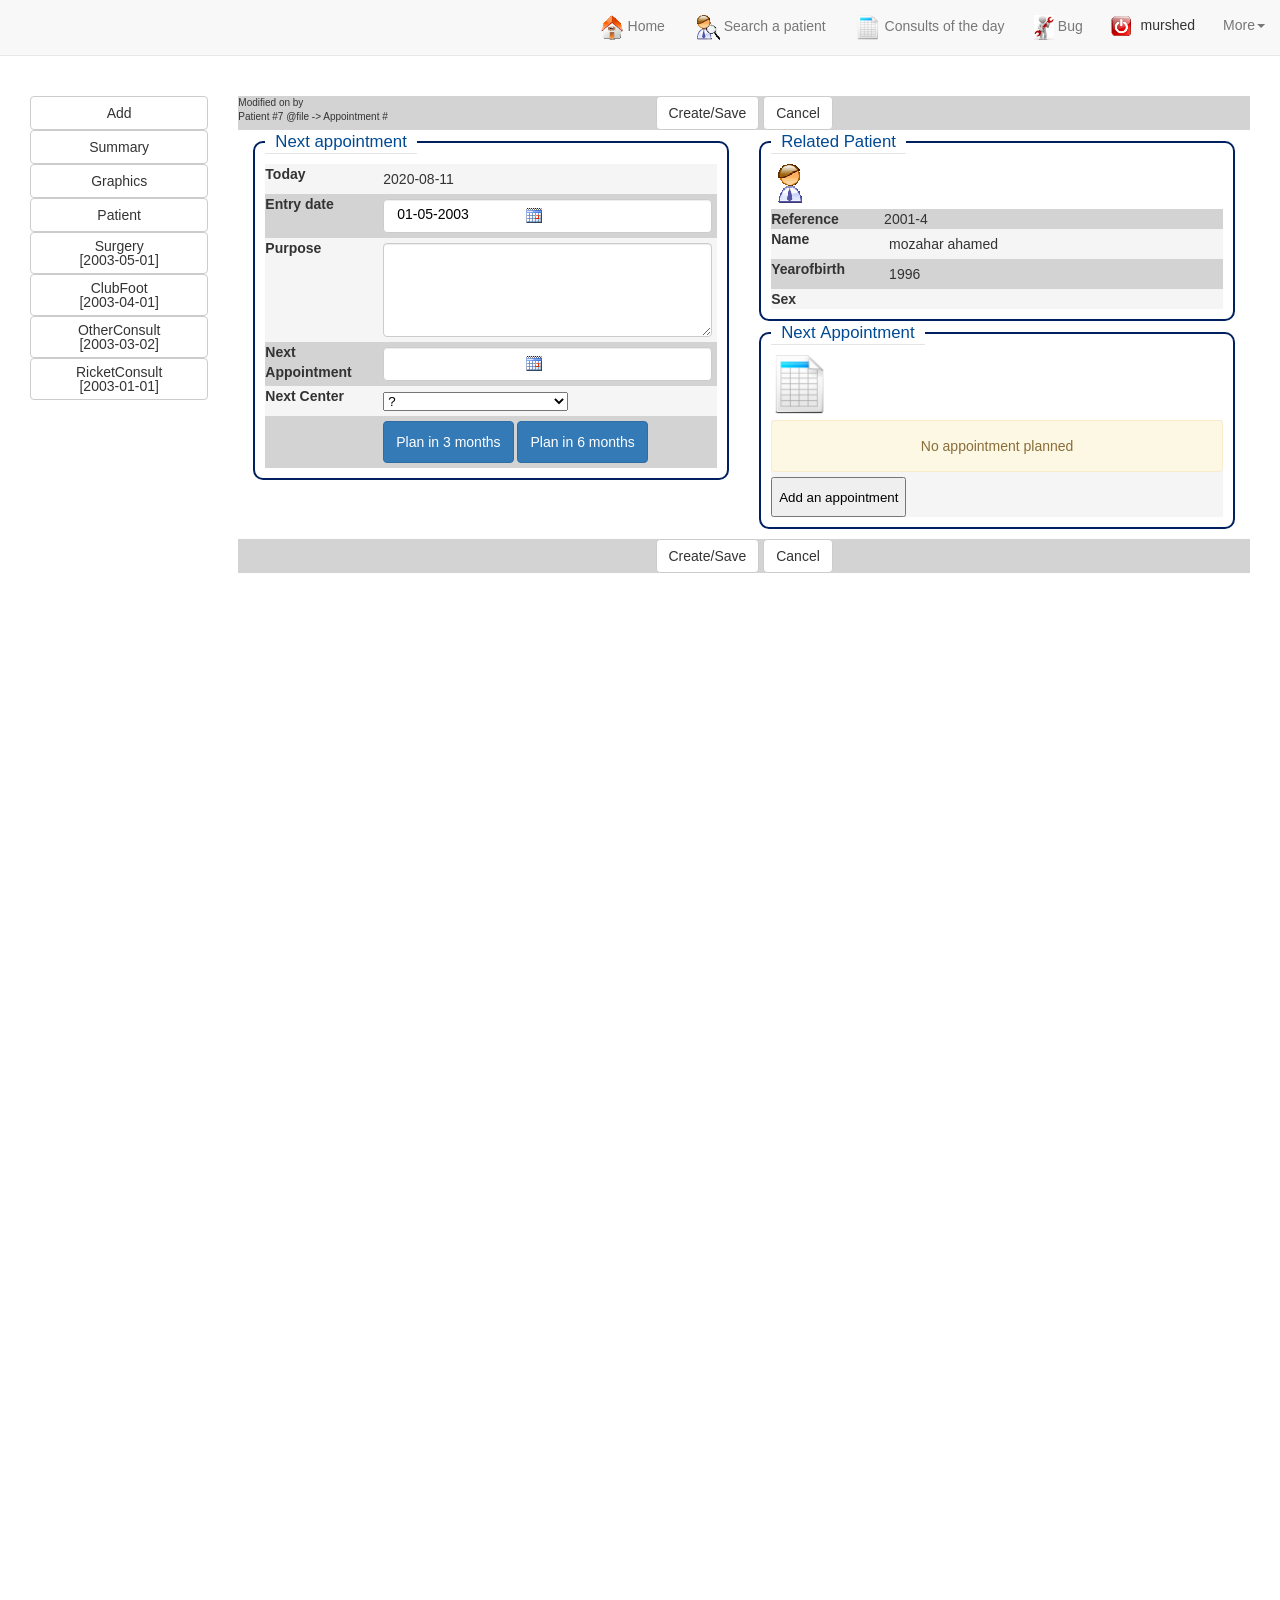 Home Search a patient Consults of the day Bug murshed More
Add
Summary
Graphics
Patient
Surgery
[2003-05-01]
ClubFoot
[2003-04-01]
OtherConsult
[2003-03-02]
RicketConsult
[2003-01-01]
Modified on by
Patient #7 @file -> Appointment #
Create/Save Cancel
Next appointment
Today 2020-08-11
Entry date 01-05-2003
Purpose
Next
Appointment
Next Center ?
Plan in 3 months Plan in 6 months
Related Patient
Reference 2001-4
Name mozahar ahamed
Yearofbirth 1996
Sex
Next Appointment
No appointment planned
Add an appointment
Create/Save Cancel